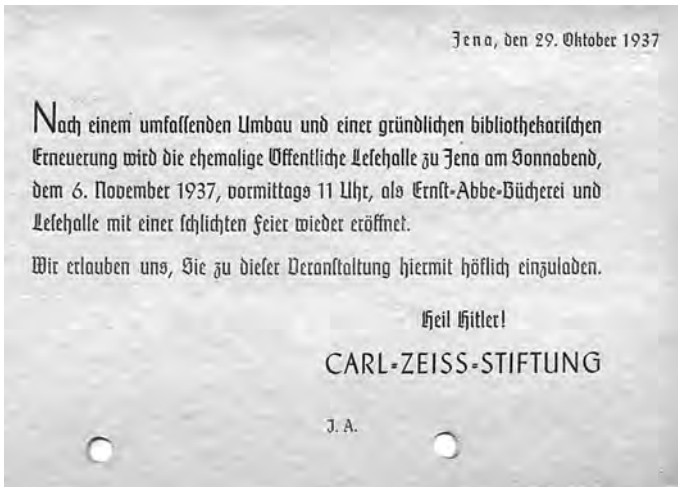 Jena, den 29. Oktober 1937
Nach einem umfassenden Umbau und einer gründlichen bibliothekarischen
Erneuerung wird die ehemalige Öffentliche Lesehalle zu Jena am Sonnabend,
dem 6. November 1937, vormittags 11 Uhr, als Ernst-Abbe-Bücherei und
Lesehalle mit einer schlichten Feier wieder eröffnet.
Wir erlauben uns, Sie zu dieser Veranstaltung hiermit höflich einzuladen.
Heil Hitler!
CARL-ZEISS-STIFTUNG
J. A.